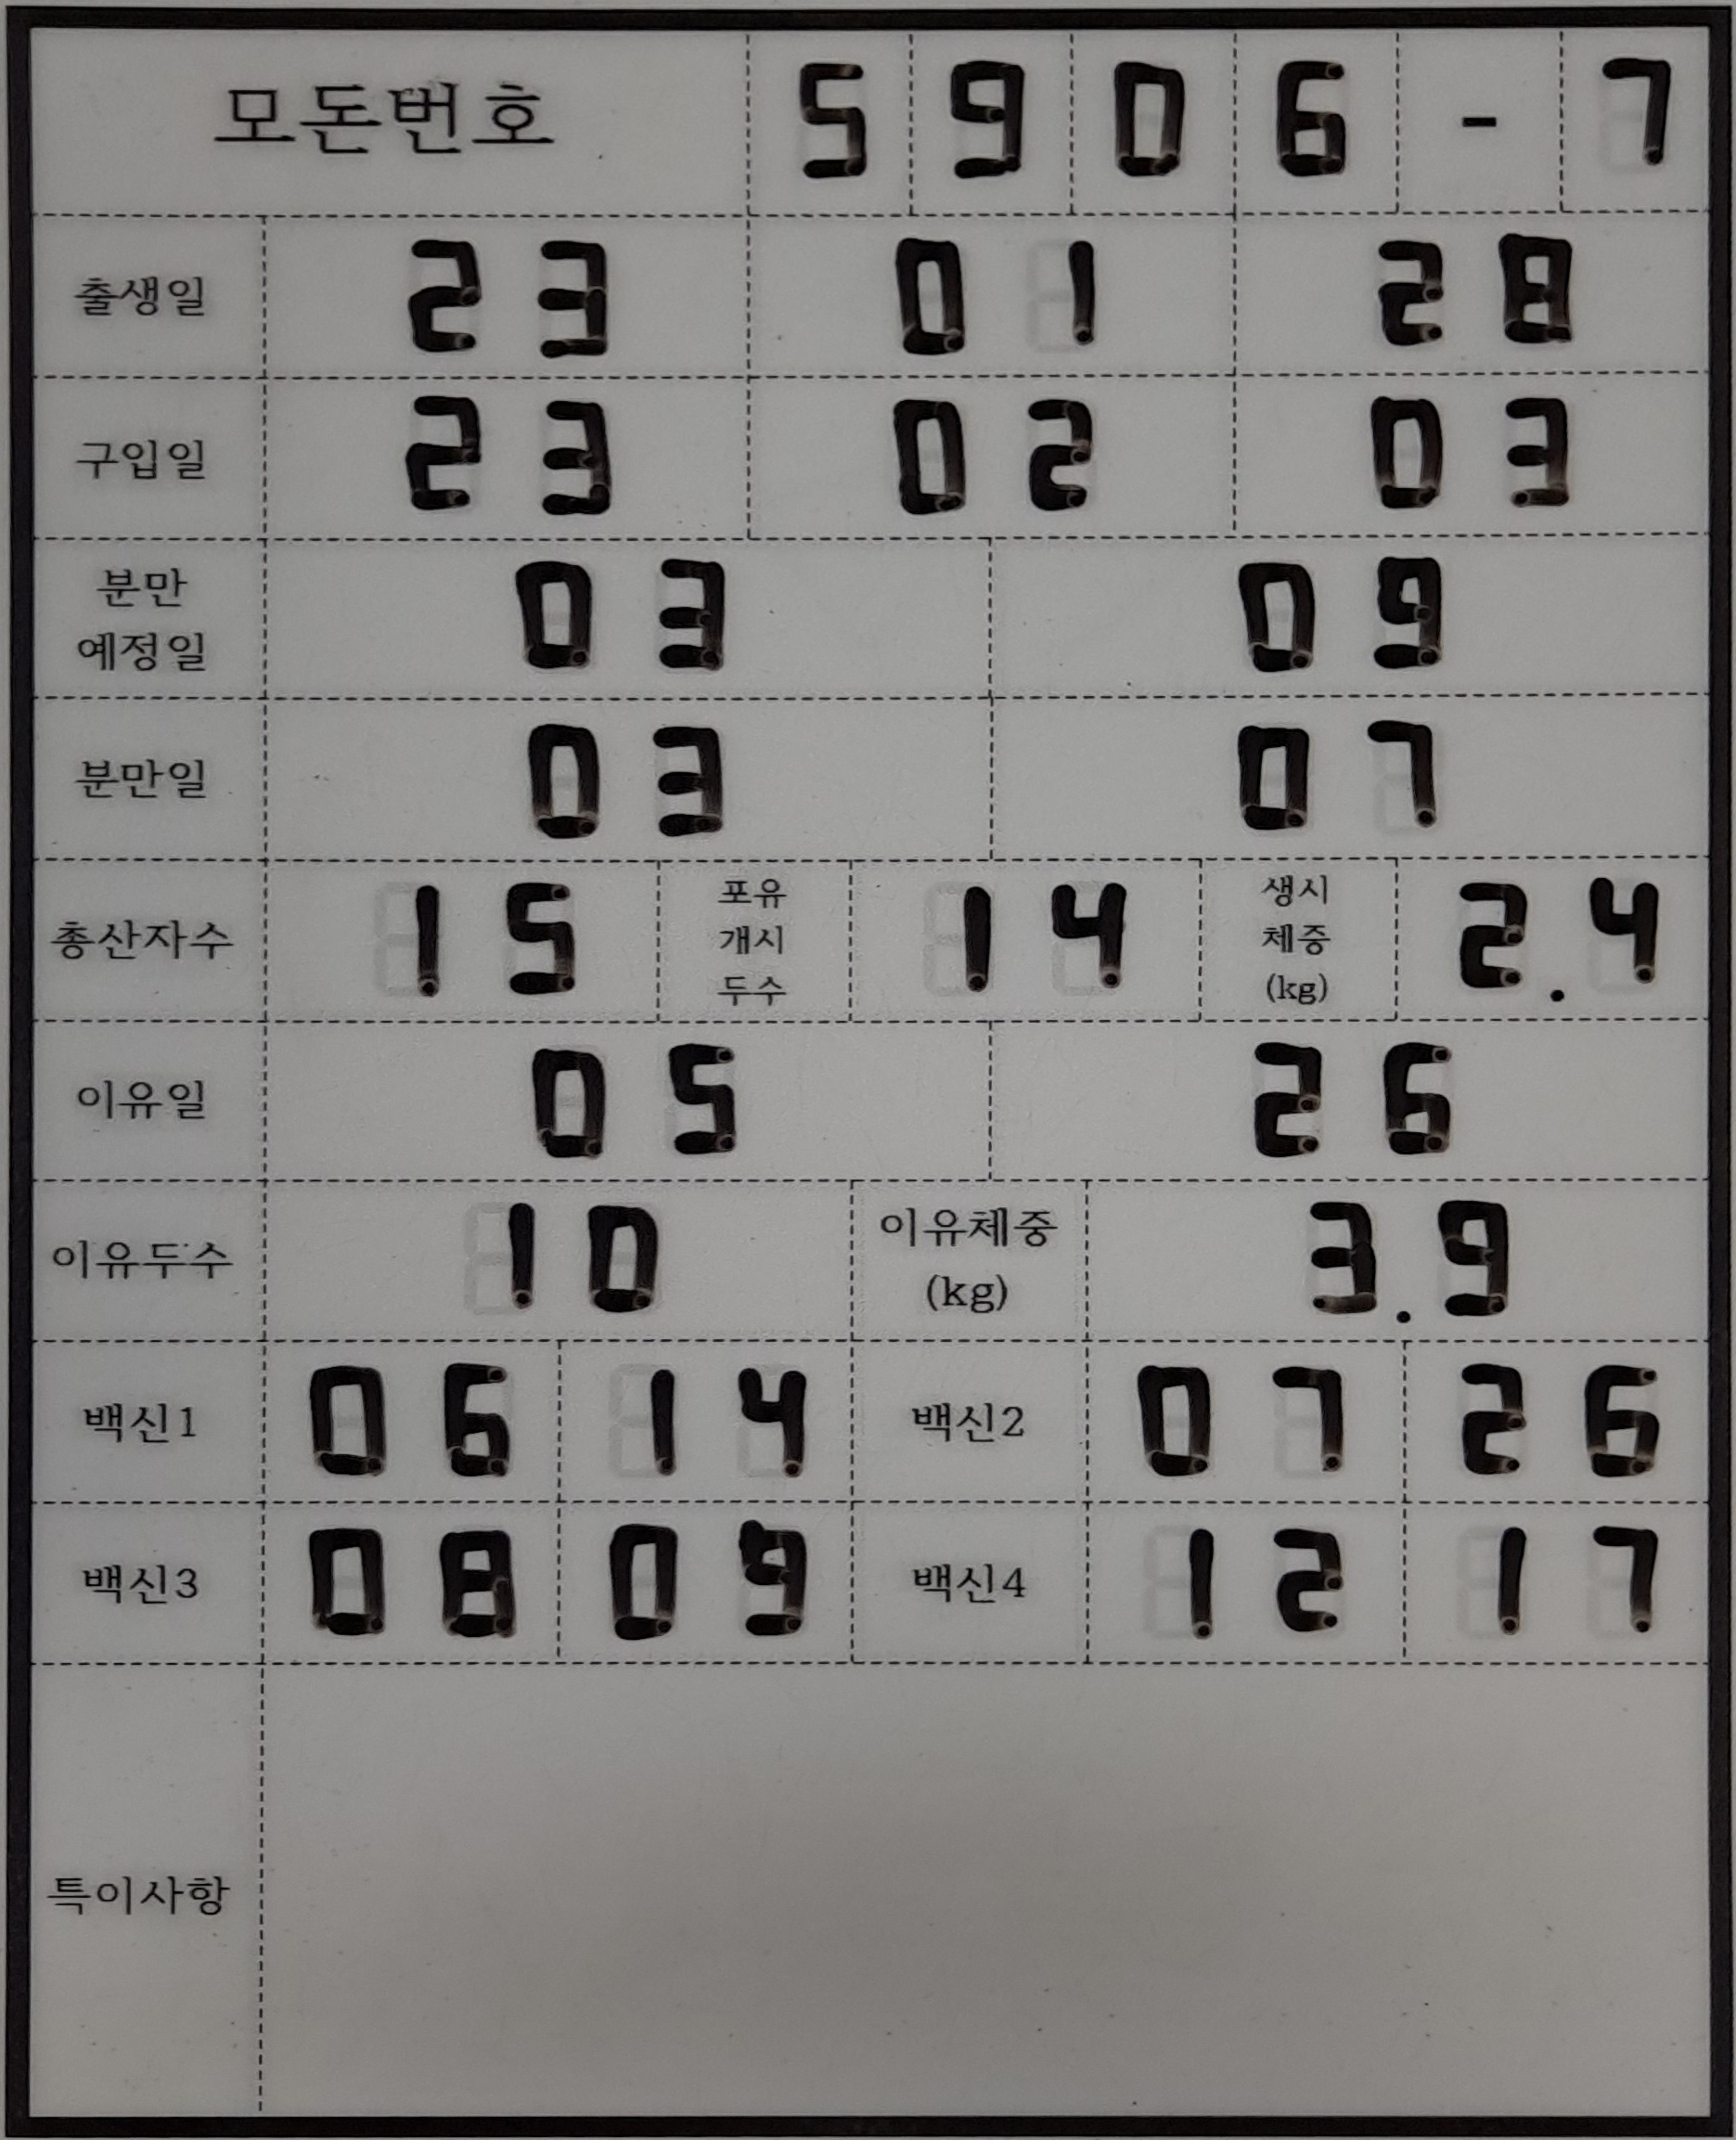 모돈번호 5 9 0 6 - 7
출생일 23 01 28
구입일 23 02 03
분만 예정일 03 09
분만일 03 07
총산자수 15 포유 개시 두수 14 생시 체중 (kg) 2.4
이유일 05 26
이유두수 10 이유체중 (kg) 3.9
백신1 06 14 백신2 07 26
백신3 08 09 백신4 12 17
특이사항